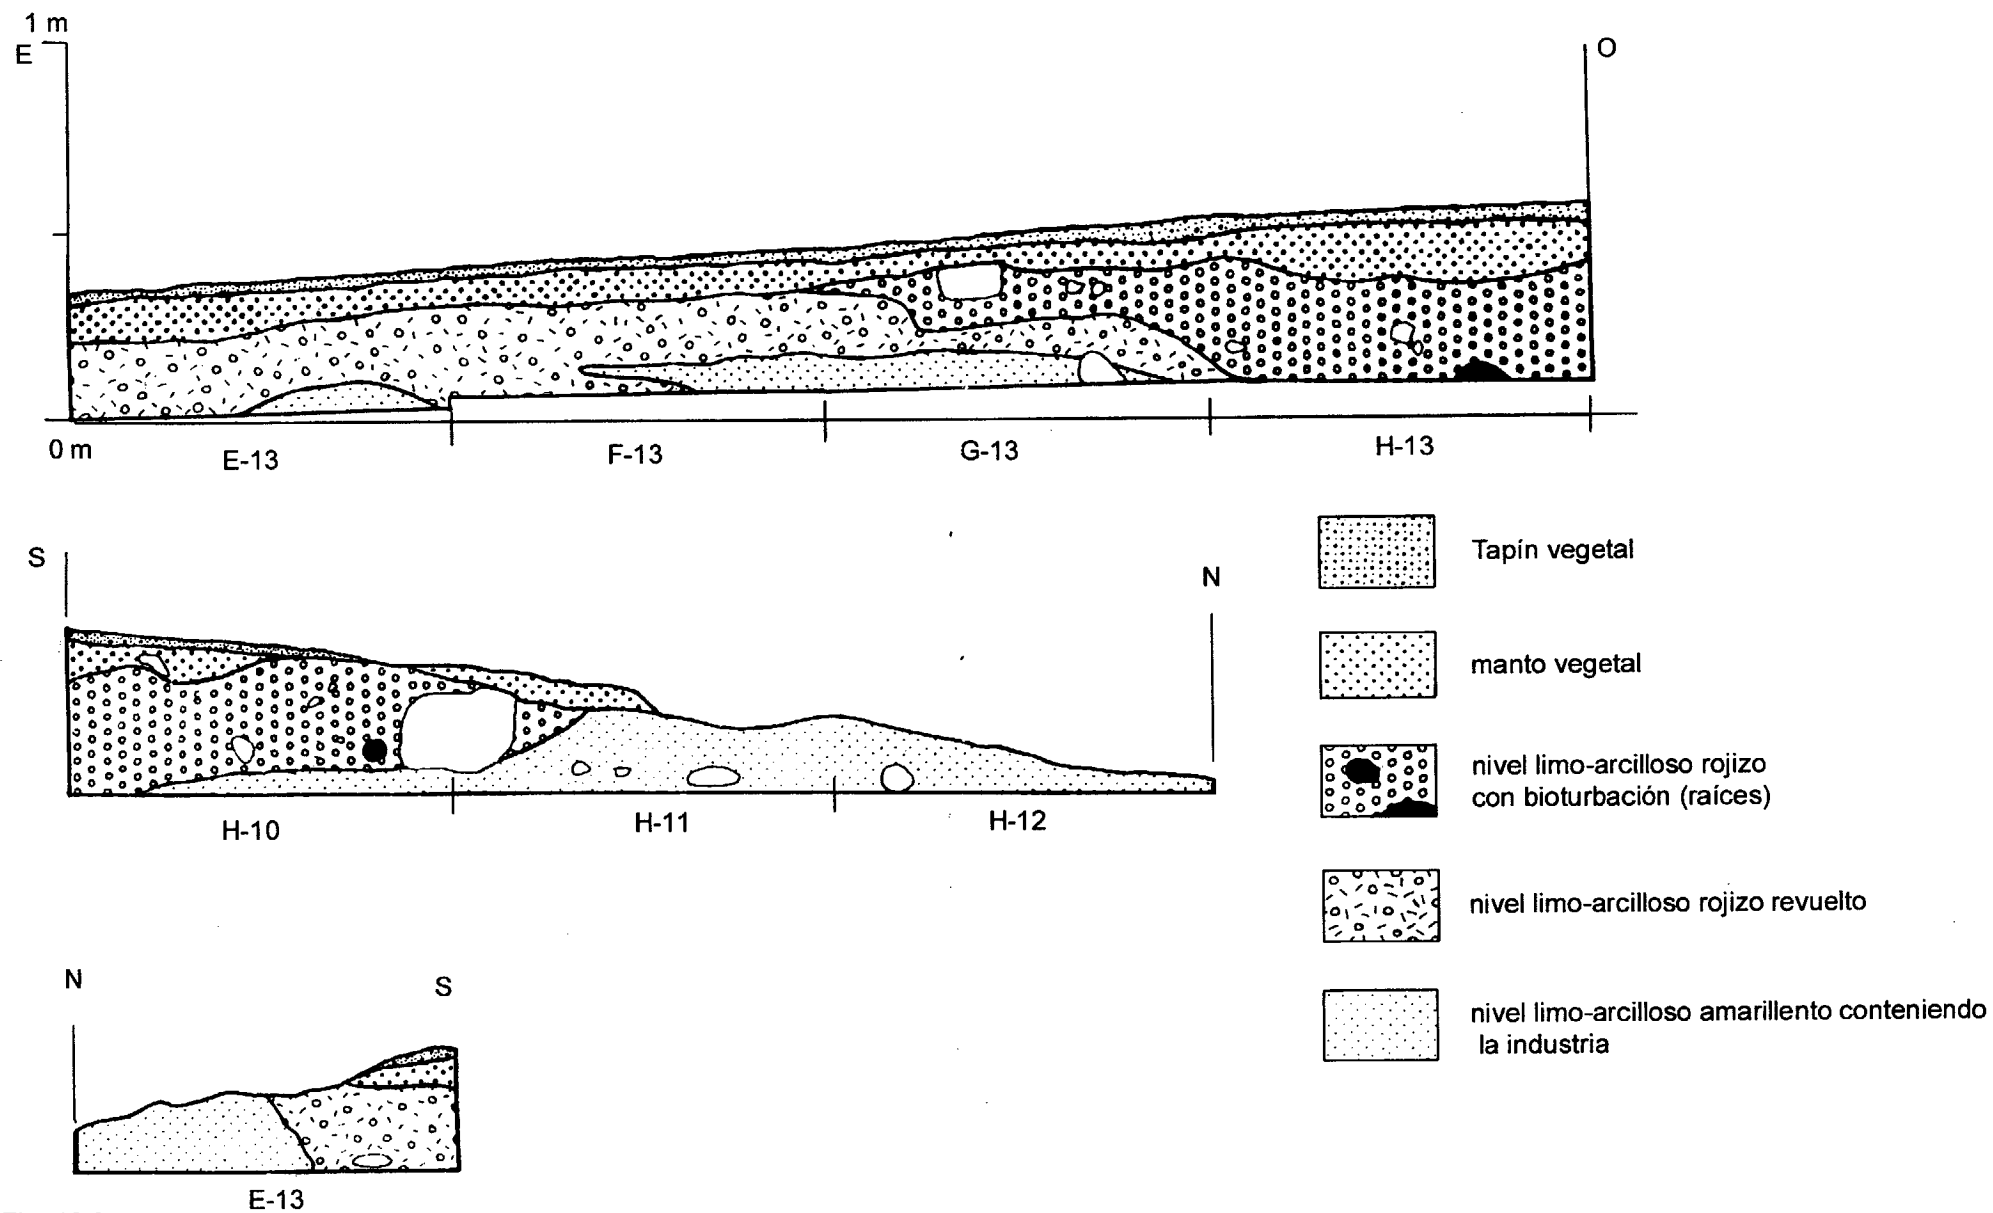 1 m
E
O
0 m
E-13
F-13
G-13
H-13
S
N
H-10
H-11
H-12
N
S
E-13
Tapín vegetal
manto vegetal
nivel limo-arcilloso rojizo
con bioturbación (raíces)
nivel limo-arcilloso rojizo revuelto
nivel limo-arcilloso amarillento conteniendo
la industria